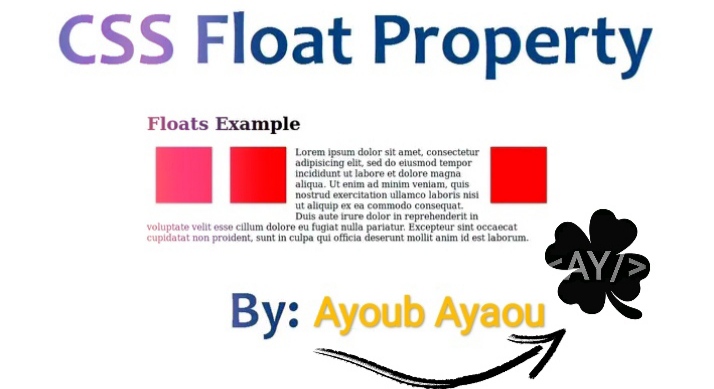 CSS Float Property
Floats Example
Lorem ipsum dolor sit amet, consectetur
adipisicing elit, sed do eiusmod tempor
incididunt ut labore et dolore magna
aliqua. Ut enim ad minim veniam, quis
nostrud exercitation ullamco laboris nisi
ut aliquip ex ea commodo consequat.
Duis aute irure dolor in reprehenderit in
voluptate velit esse cillum dolore eu fugiat nulla pariatur. Excepteur sint occaecat
cupidatat non proident, sunt in culpa qui officia deserunt mollit anim id est laborum.
<AY/>
By: Ayoub Ayaou